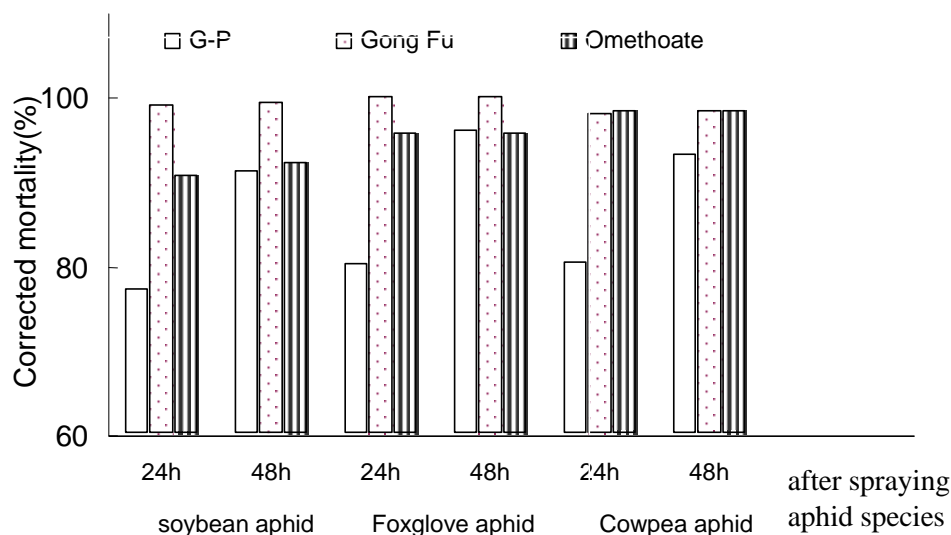 G-P Gong Fu Omethoate
Corrected mortality(%)
100
80
60
24h 48h 24h 48h 24h 48h
after spraying
soybean aphid Foxglove aphid Cowpea aphid
aphid species